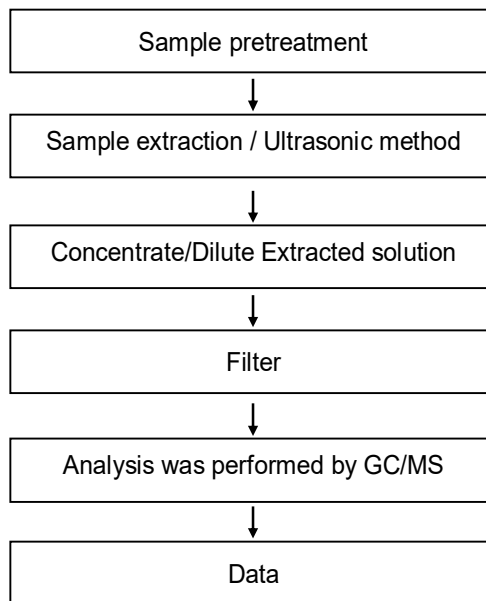 Sample pretreatment
Sample extraction / Ultrasonic method
Concentrate/Dilute Extracted solution
Filter
Analysis was performed by GC/MS
Data